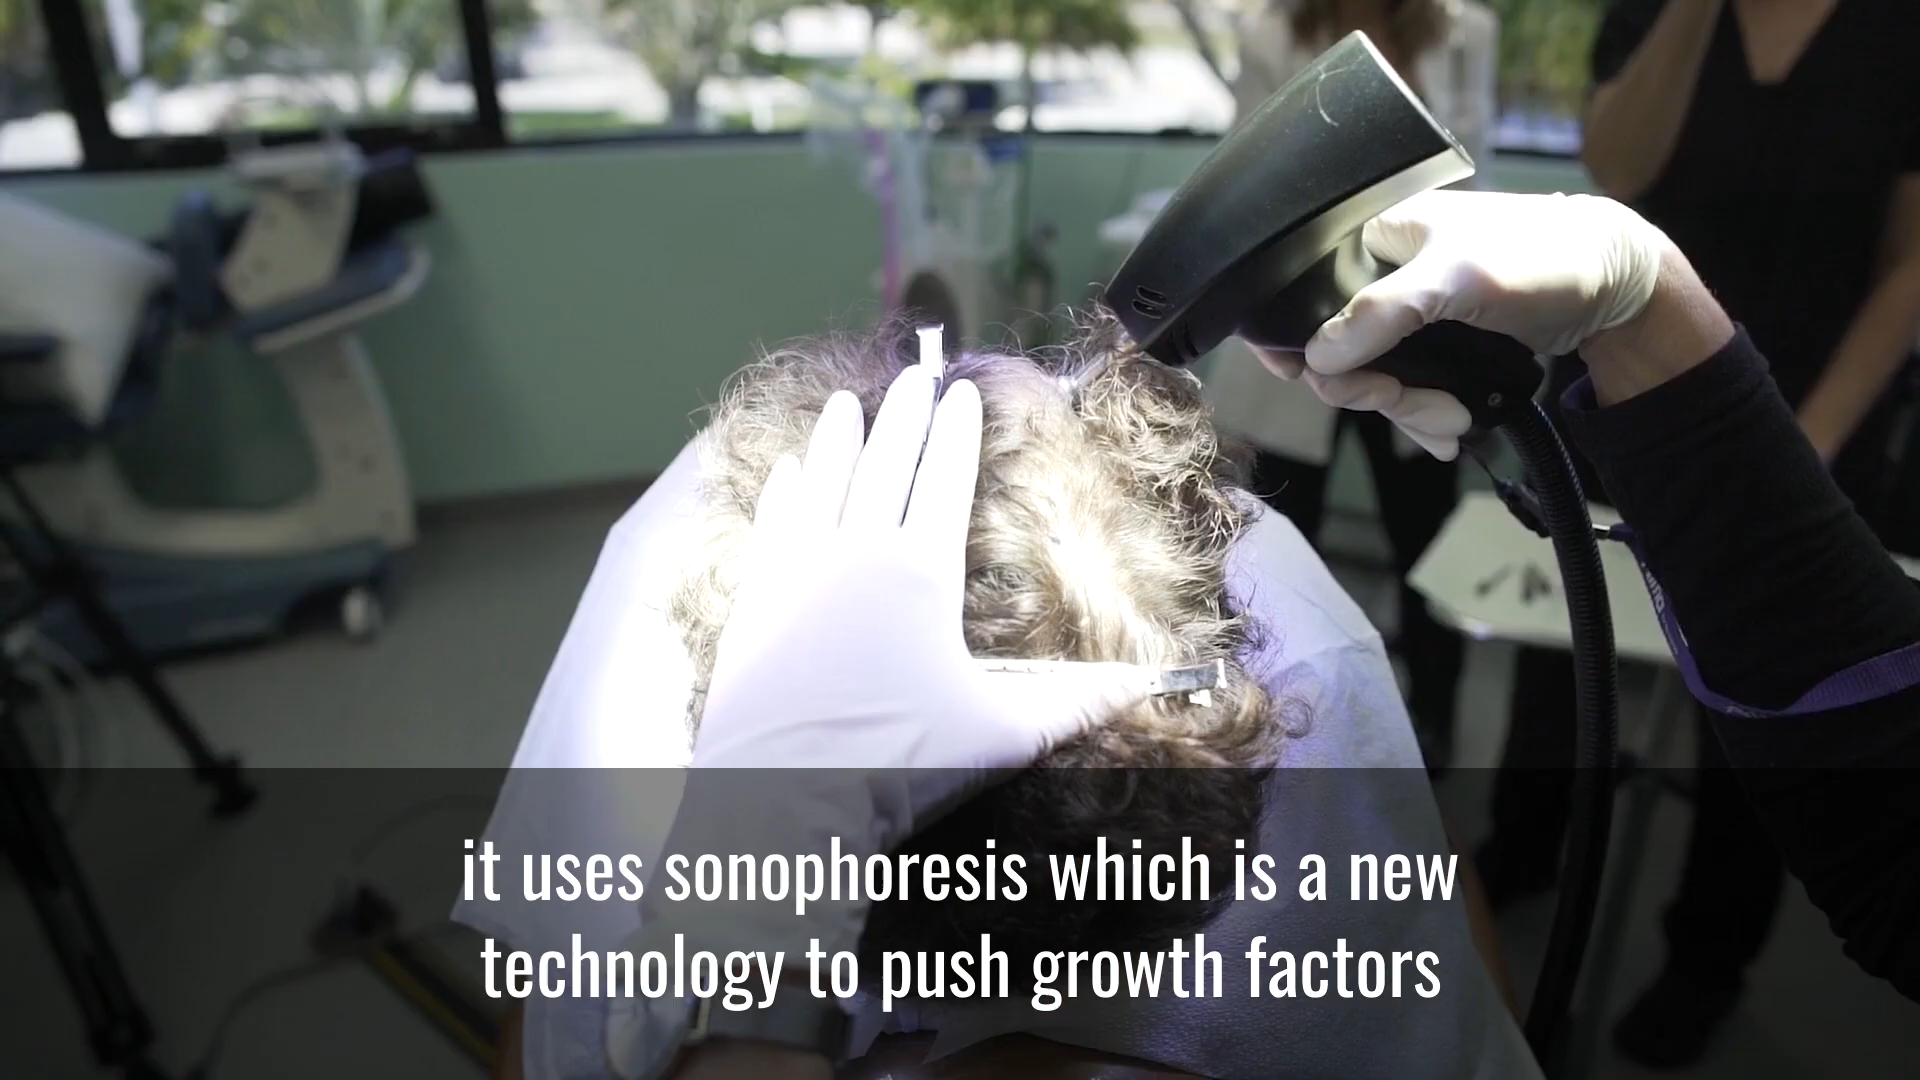 it uses sonophoresis which is a new
technology to push growth factors